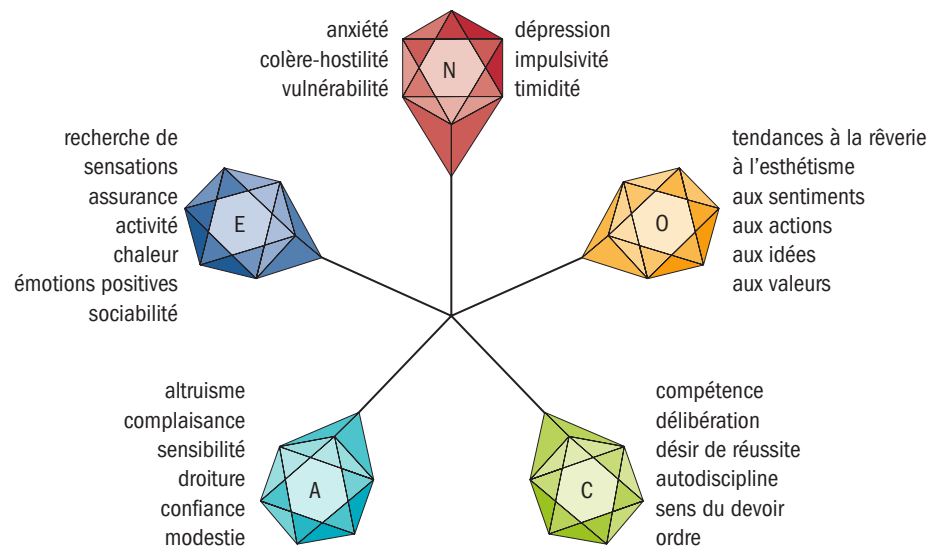 anxiété
colère-hostilité
vulnérabilité
N
dépression
impulsivité
timidité
recherche de
sensations
assurance
activité
chaleur
émotions positives
sociabilité
E
O
tendances à la rêverie
à l'esthétisme
aux sentiments
aux actions
aux idées
aux valeurs
altruisme
complaisance
sensibilité
droiture
confiance
modestie
A
C
compétence
délibération
désir de réussite
autodiscipline
sens du devoir
ordre